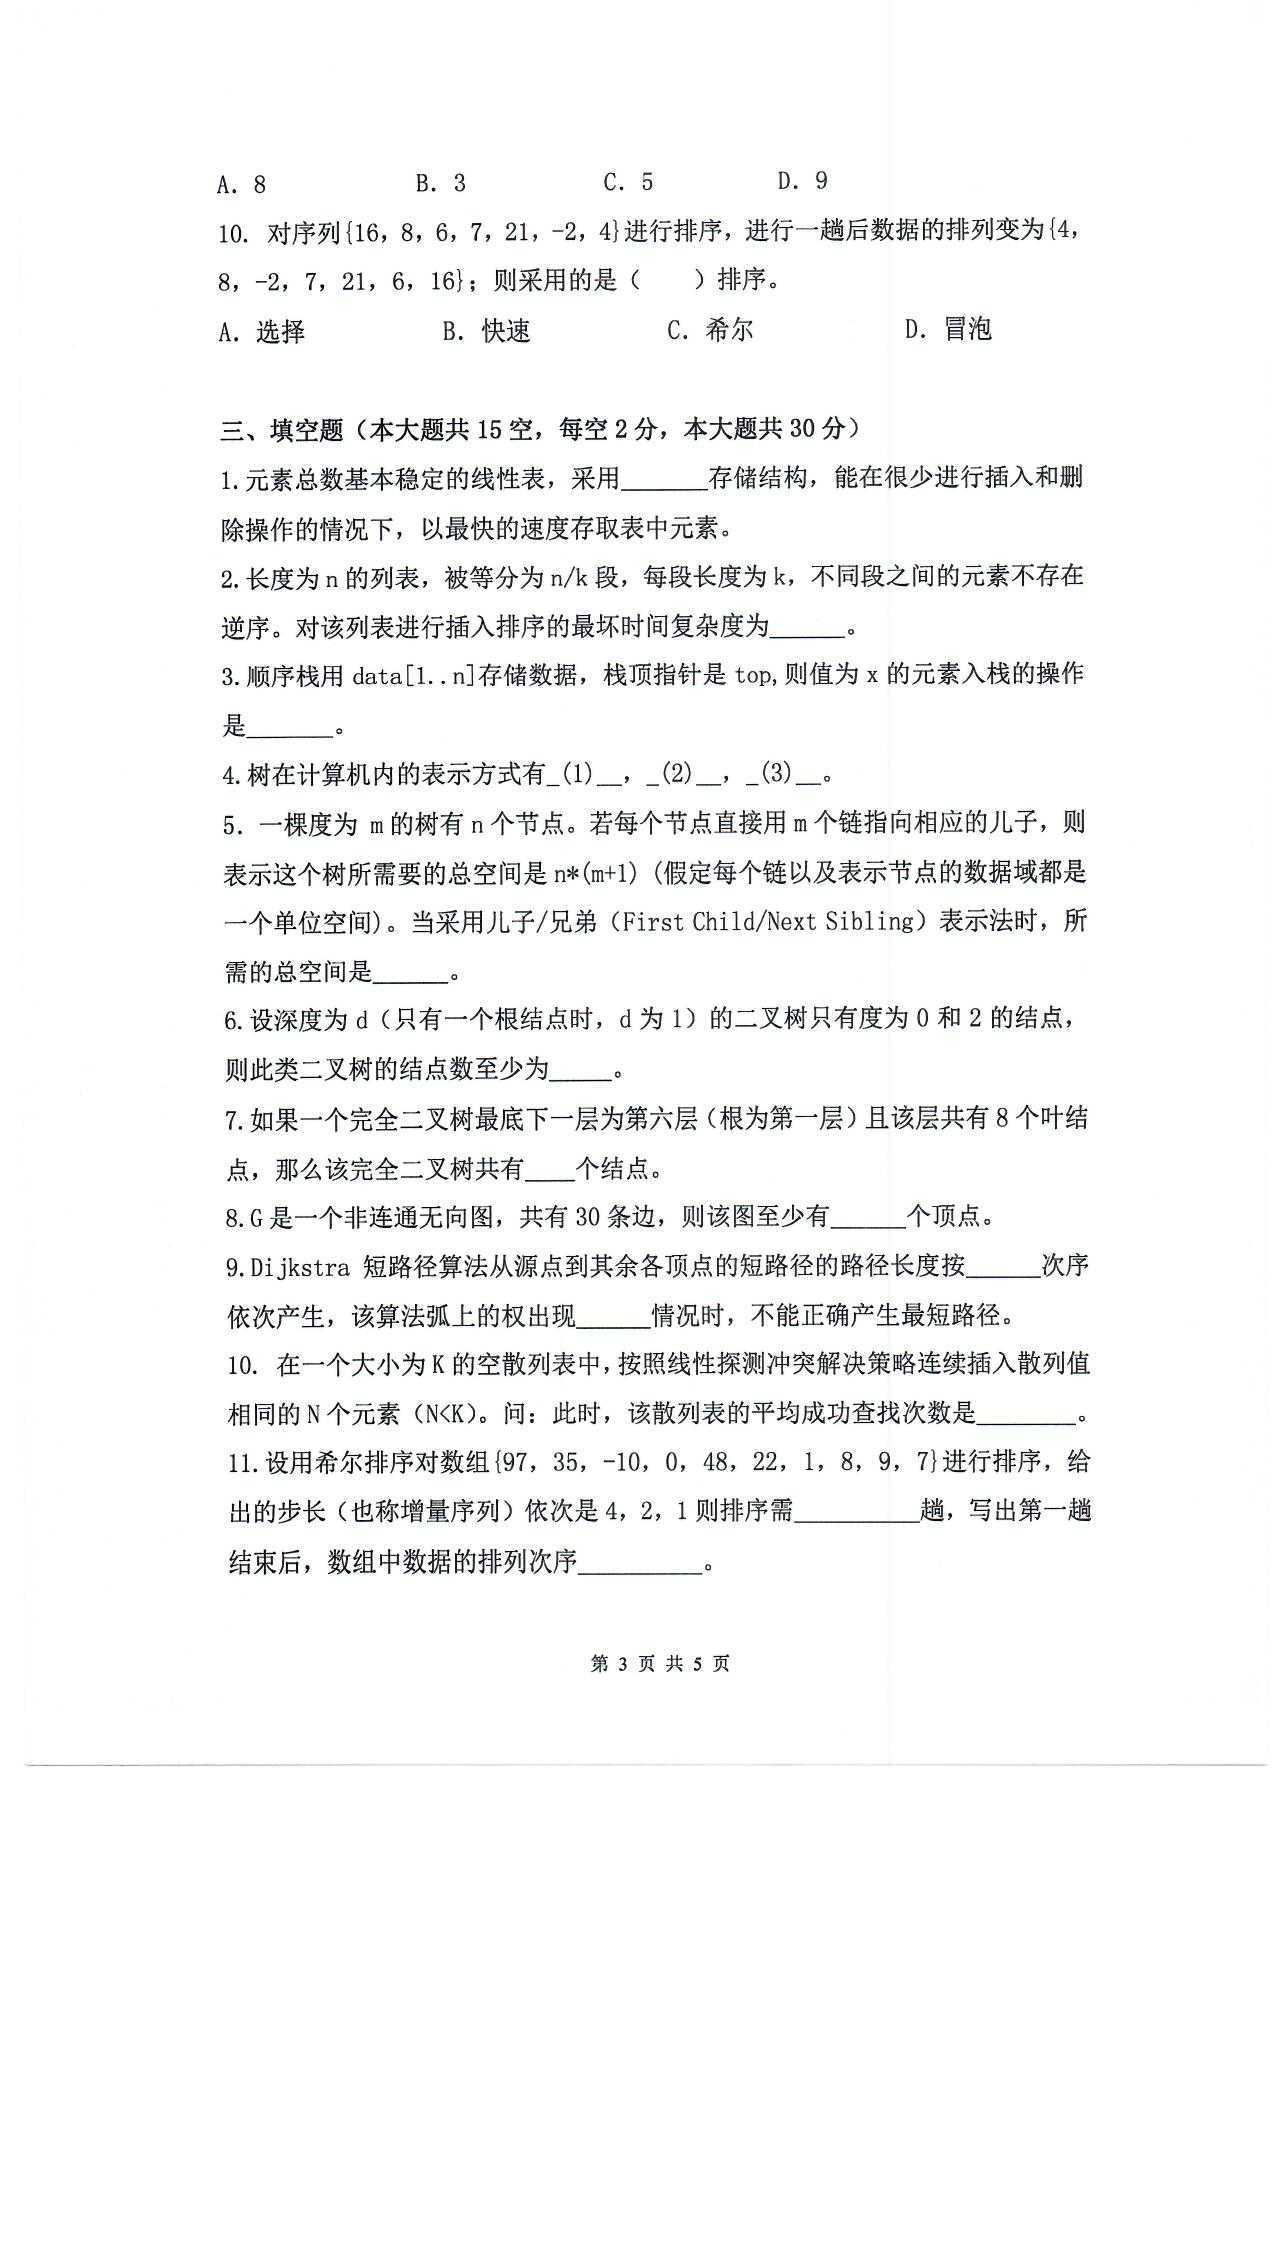 A．8 B．3 C．5 D．9
10． 对序列{16，8，6，7，21，-2，4}进行排序，进行一趟后数据的排列变为{4，
8，-2，7，21，6，16}；则采用的是（ ）排序。
A．选择 B．快速 C．希尔 D．冒泡
三、填空题（本大题共 15 空，每空 2 分，本大题共 30 分）
1.元素总数基本稳定的线性表，采用_______存储结构，能在很少进行插入和删
除操作的情况下，以最快的速度存取表中元素。
2.长度为 n 的列表，被等分为 n/k 段，每段长度为 k，不同段之间的元素不存在
逆序。对该列表进行插入排序的最坏时间复杂度为______。
3.顺序栈用 data[1..n]存储数据，栈顶指针是 top,则值为 x 的元素入栈的操作
是_______。
4.树在计算机内的表示方式有_(1)__，_(2)__，_(3)__。
5．一棵度为 m 的树有 n 个节点。若每个节点直接用 m 个链指向相应的儿子，则
表示这个树所需要的总空间是 n*(m+1) (假定每个链以及表示节点的数据域都是
一个单位空间)。当采用儿子/兄弟（First Child/Next Sibling）表示法时，所
需的总空间是______。
6.设深度为 d（只有一个根结点时，d 为 1）的二叉树只有度为 0 和 2 的结点，
则此类二叉树的结点数至少为_____。
7.如果一个完全二叉树最底下一层为第六层（根为第一层）且该层共有 8 个叶结
点，那么该完全二叉树共有____个结点。
8.G 是一个非连通无向图，共有 30 条边，则该图至少有______个顶点。
9.Dijkstra 短路径算法从源点到其余各顶点的短路径的路径长度按______次序
依次产生，该算法弧上的权出现______情况时，不能正确产生最短路径。
10． 在一个大小为 K 的空散列表中,按照线性探测冲突解决策略连续插入散列值
相同的 N 个元素（N<K）。问：此时，该散列表的平均成功查找次数是________。
11.设用希尔排序对数组{97，35，-10，0，48，22，1，8，9，7}进行排序，给
出的步长（也称增量序列）依次是 4，2，1 则排序需__________趟，写出第一趟
结束后，数组中数据的排列次序__________。
第 3 页 共 5 页